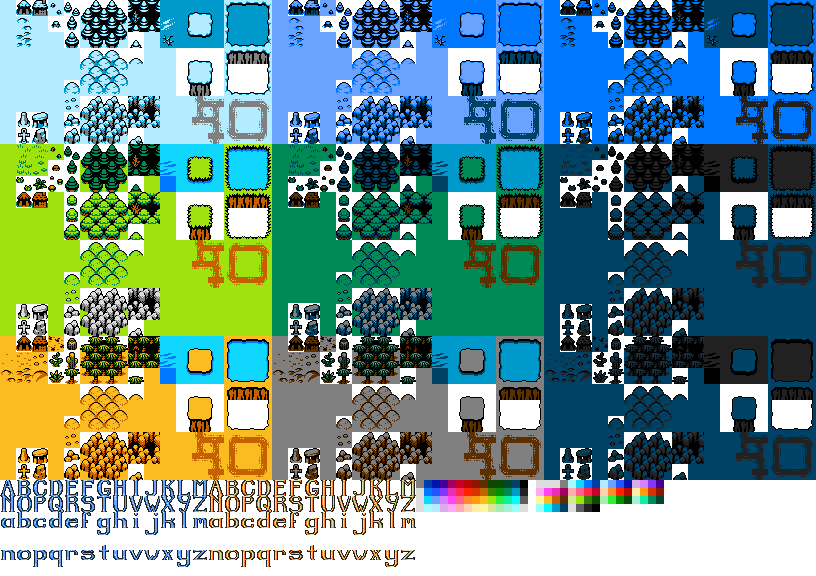 ABCDEFGHIJKLMABCDEFGHIJKLM
NOPQRSTUVWXYZNOPQRSTUVWXYZ
abcdefghijklmabcdefghijklm
nopqrstuvwxyznopqrstuvwxyz